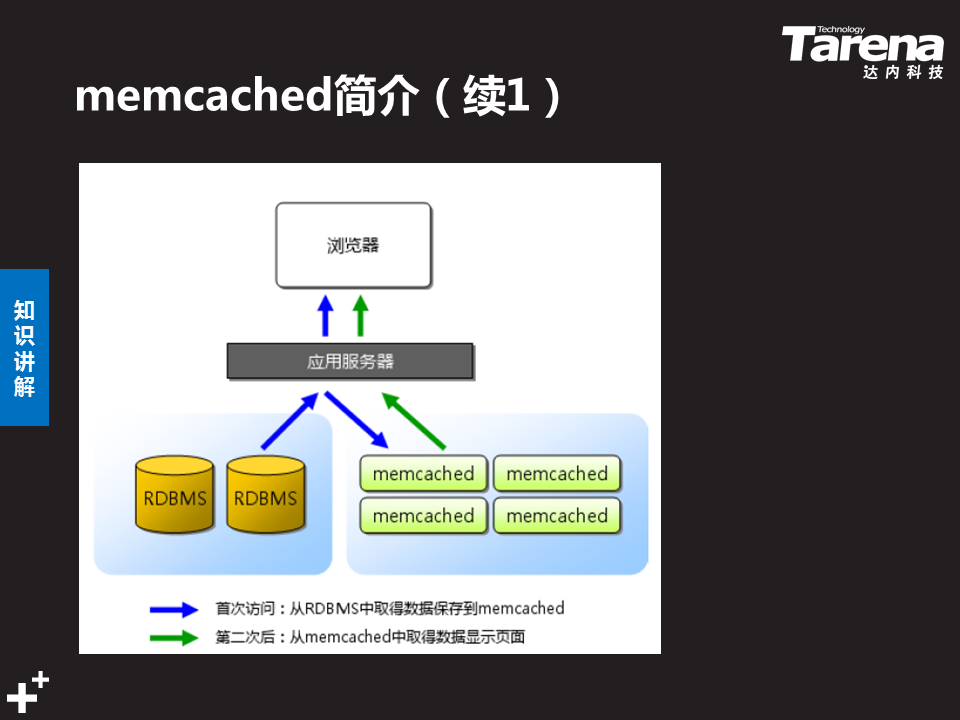 Technology
Tarena
达内科技
memcached简介（续1）
知识讲解
浏览器
应用服务器
RDBMS RDBMS
memcached memcached
memcached memcached
首次访问：从RDBMS中取得数据保存到memcached
第二次后：从memcached中取得数据显示页面